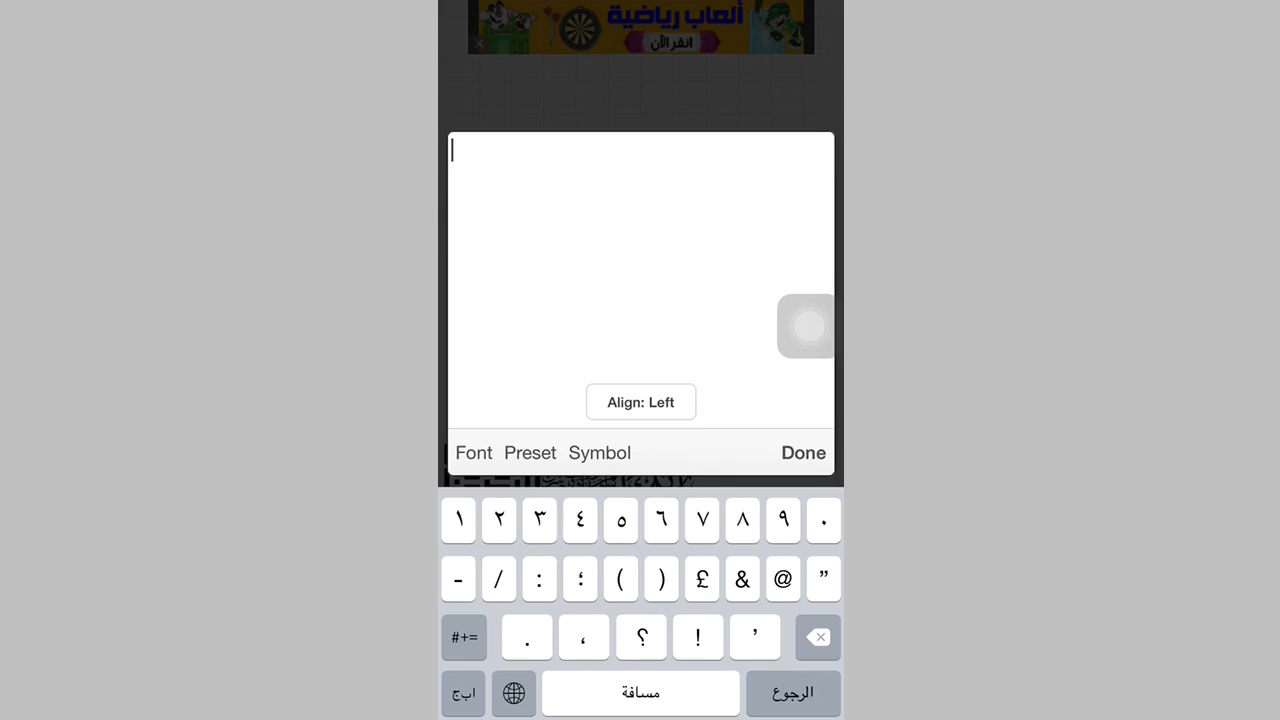 ألعاب رياضية
انقر الآن
Align: Left
Font Preset Symbol Done
١ ٢ ٣ ٤ ٥ ٦ ٧ ٨ ٩ ٠
- / : ؛ ( ) £ & @ ”
#+= . ، ؟ ! ’
ا ب ج مسافة الرجوع